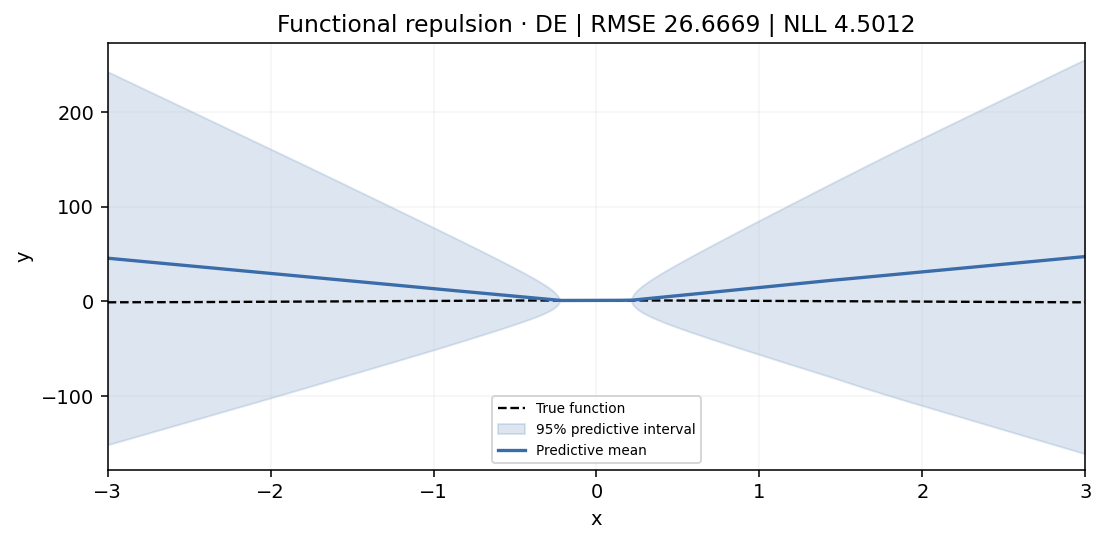 Functional repulsion · DE | RMSE 26.6669 | NLL 4.5012
y
200
100
0
−100
True function
95% predictive interval
Predictive mean
−3
−2
−1
0
1
2
3
x